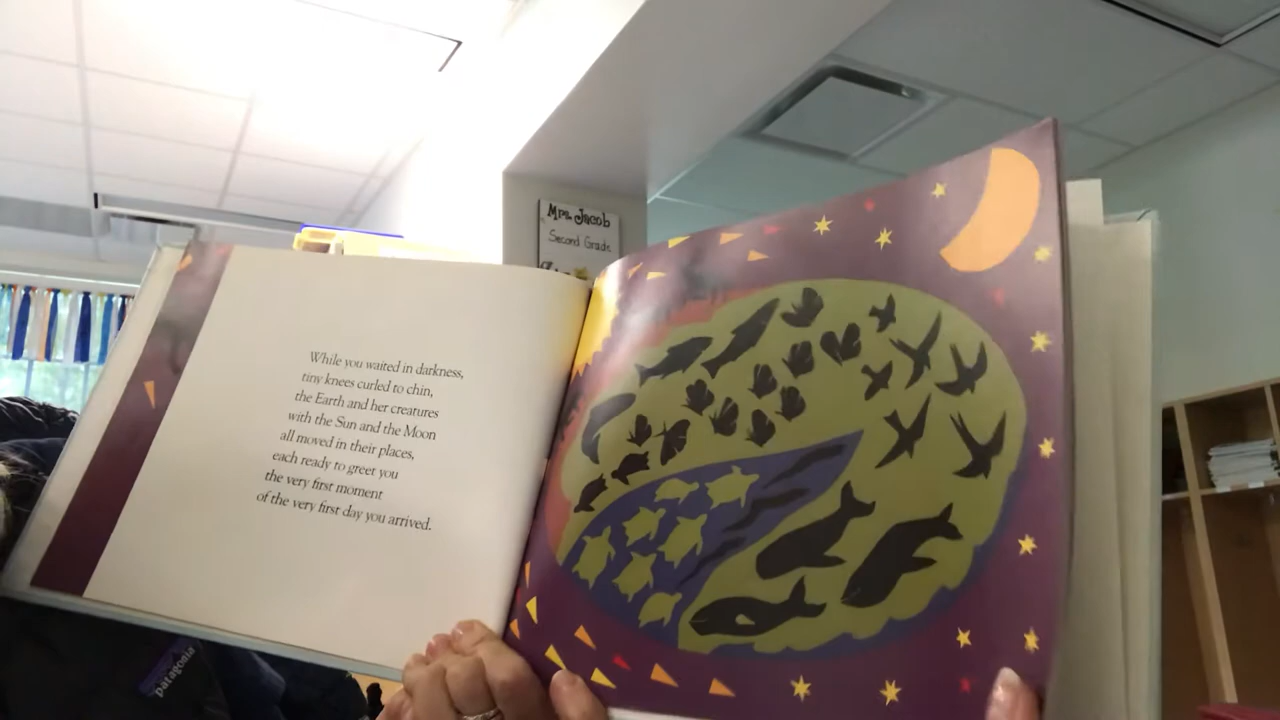 Mrs. Jacob
Second Grade
While you waited in darkness,
tiny knees curled to chin,
the Earth and her creatures
with the Sun and the Moon
all moved in their places,
each ready to greet you
the very first moment
of the very first day you arrived.
patagonia